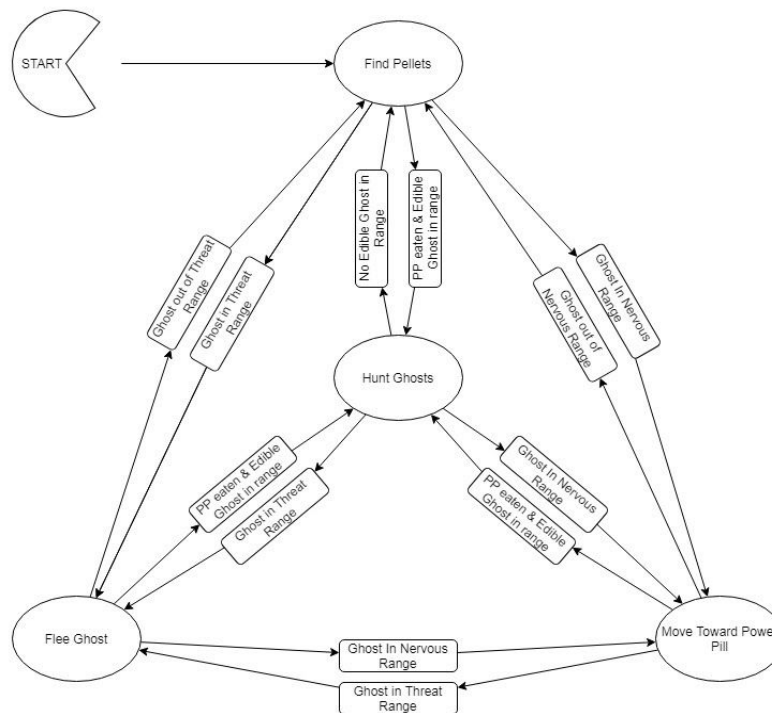 START
Find Pellets
No Edible Ghost in
Range
PP eaten & Edible
Ghost in range
Ghost out of Threat
Range
Ghost in Threat
Range
Ghost In Nervous
Range
Ghost out of
Nervous Range
Hunt Ghosts
PP eaten & Edible
Ghost in range
Ghost in Threat
Range
Ghost In Nervous
Range
PP eaten & Edible
Ghost in range
Flee Ghost
Ghost In Nervous
Range
Ghost in Threat
Range
Move Toward Powe
Pill